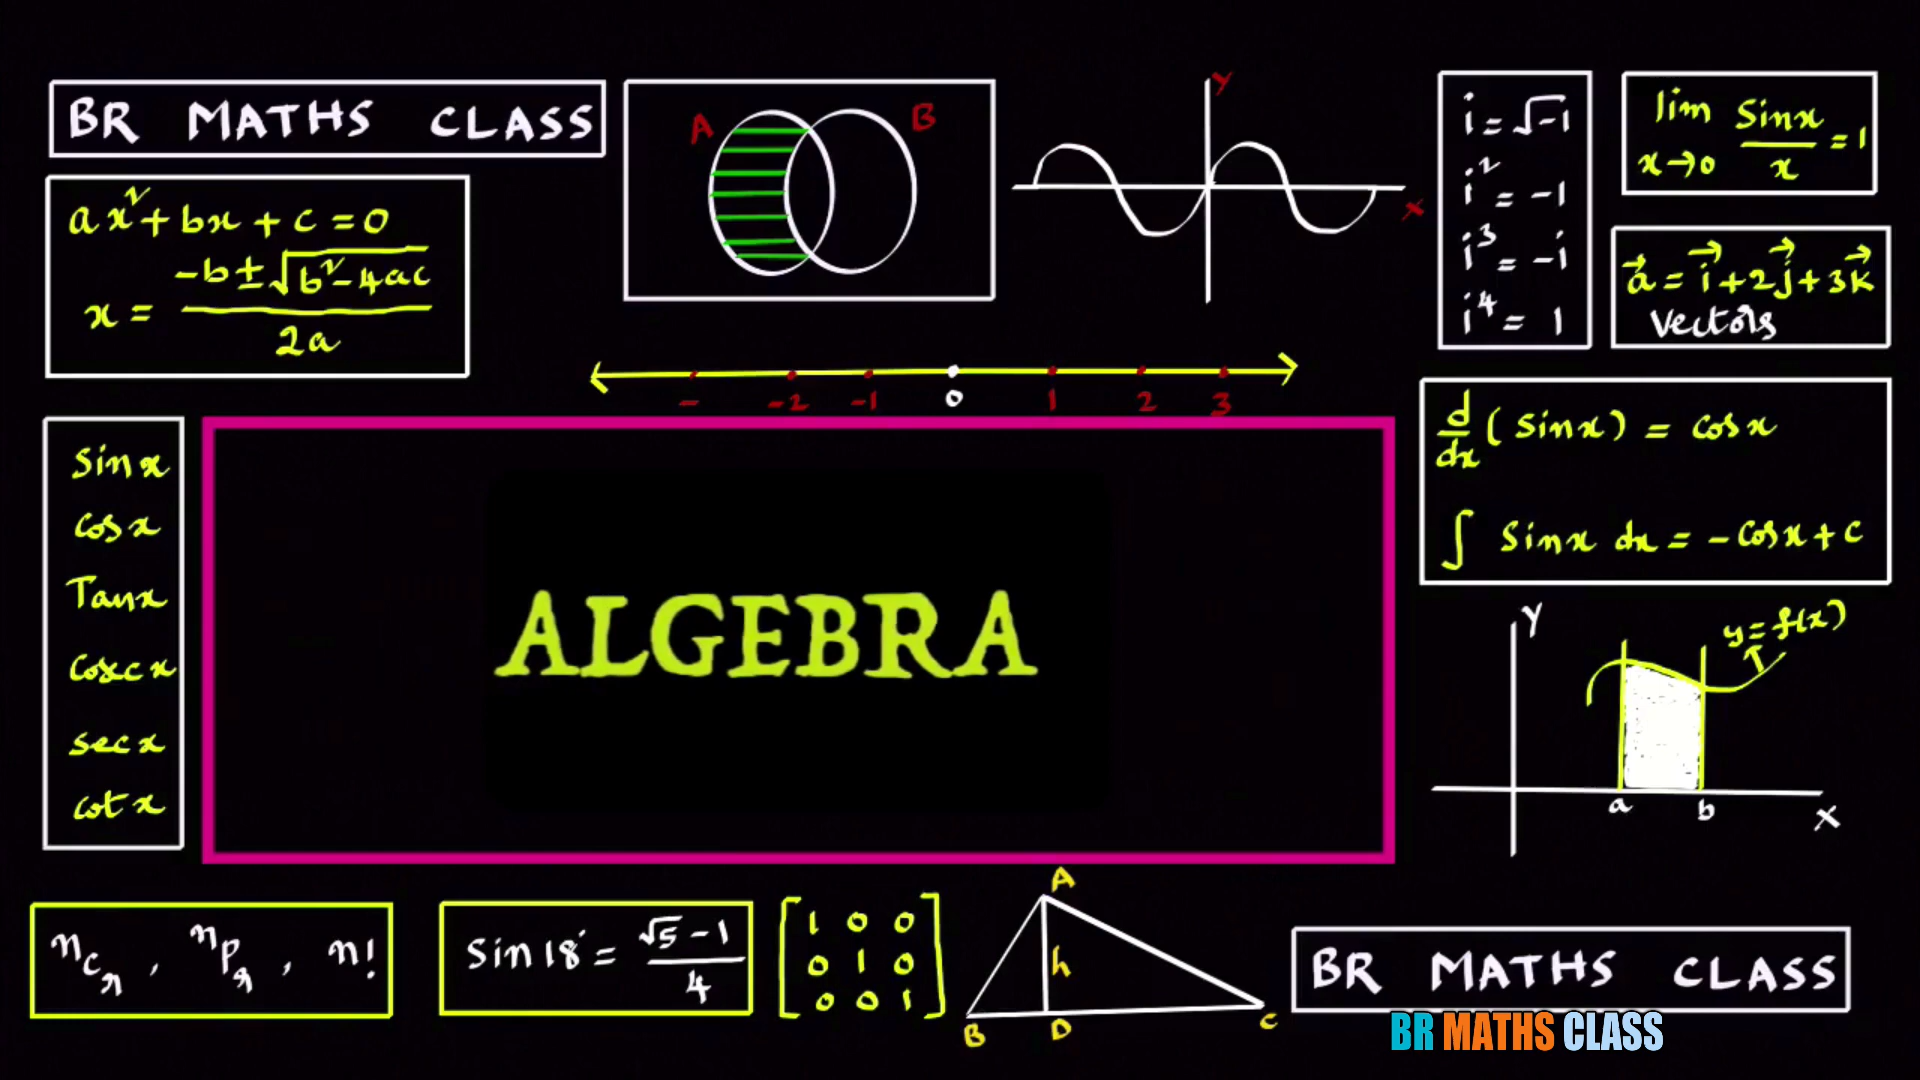 BR MATHS CLASS
ax²+bx+c=0
x = (-b±√(b²-4ac))/2a
A B
Y
X
i=√-1
i²=-1
i³=-i
i⁴=1
lim x→0 Sinx/x =1
a⃗=i⃗+2j⃗+3k⃗
Vectors
- -2 -1 0 1 2 3
Sinx
Cosx
Tanx
Cosecx
secx
cotx
ALGEBRA
d/dx (Sinx) = Cosx
∫ Sinx dx = -Cosx+c
Y
y=f(x)
a b X
ⁿCᵣ, ⁿPᵣ, n!
Sin18°= (√5-1)/4
1 0 0
0 1 0
0 0 1
A
h
B D C
BR MATHS CLASS
BR MATHS CLASS